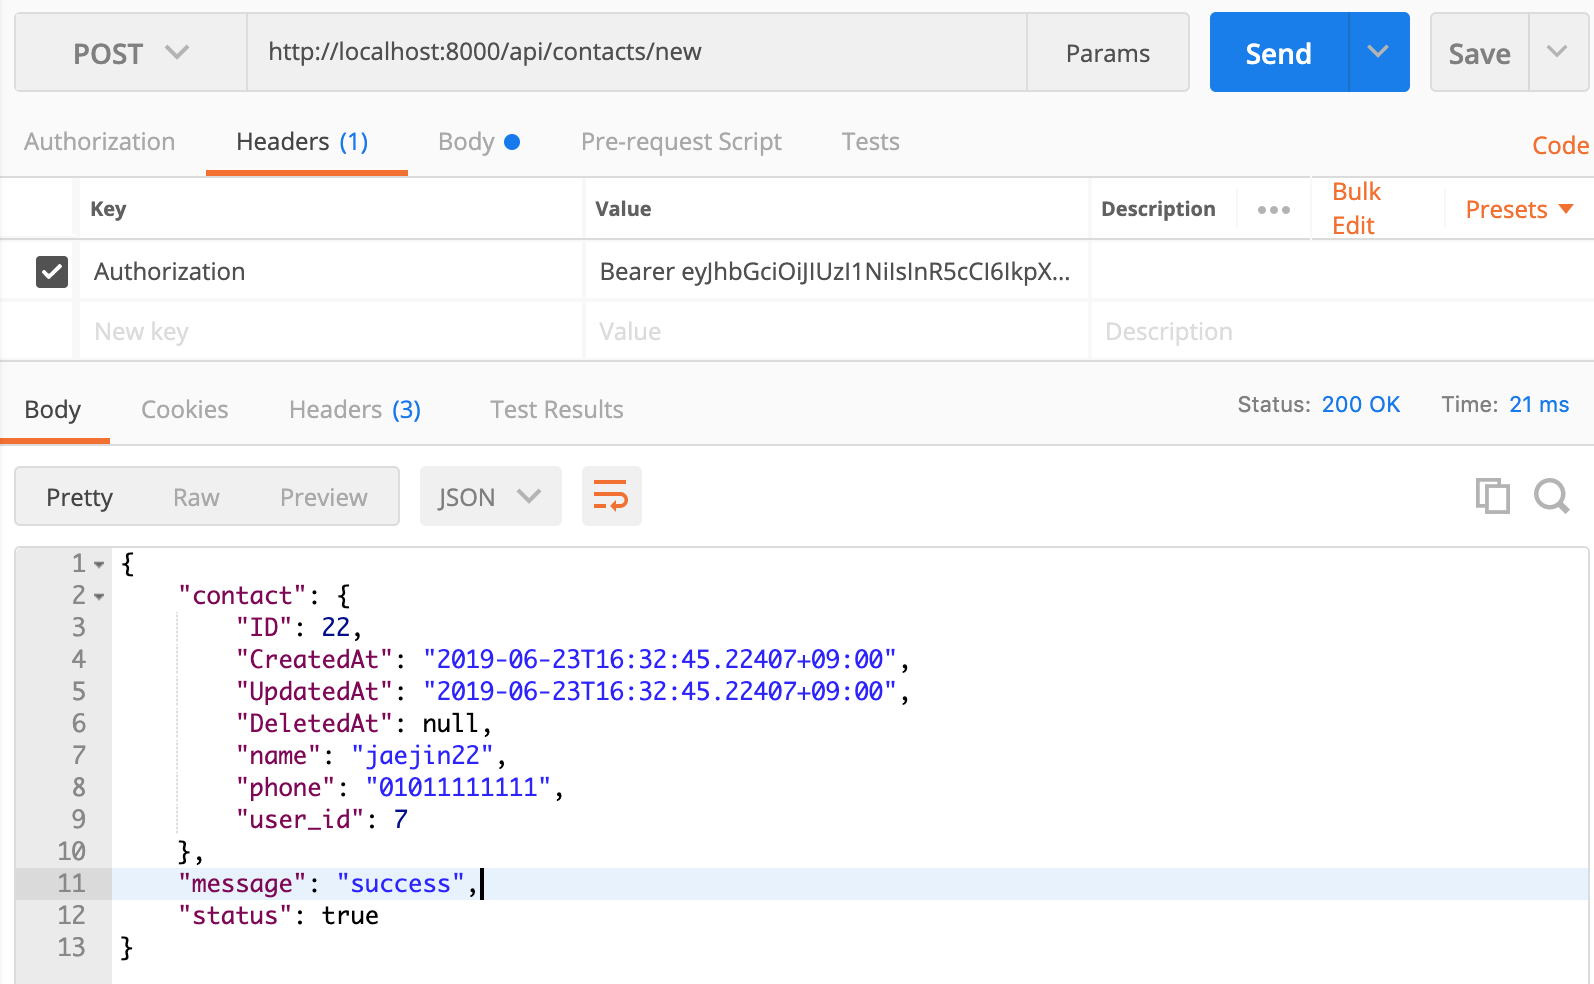 POST http://localhost:8000/api/contacts/new Params Send Save
Authorization Headers (1) Body Pre-request Script Tests Code
Key Value Description Bulk Edit Presets
Authorization Bearer eyJhbGciOiJIUzI1NiIsInR5cCI6IkpX...
New key Value Description
Body Cookies Headers (3) Test Results Status: 200 OK Time: 21 ms
Pretty Raw Preview JSON
1 {
2 "contact": {
3 "ID": 22,
4 "CreatedAt": "2019-06-23T16:32:45.22407+09:00",
5 "UpdatedAt": "2019-06-23T16:32:45.22407+09:00",
6 "DeletedAt": null,
7 "name": "jaejin22",
8 "phone": "01011111111",
9 "user_id": 7
10 },
11 "message": "success",
12 "status": true
13 }